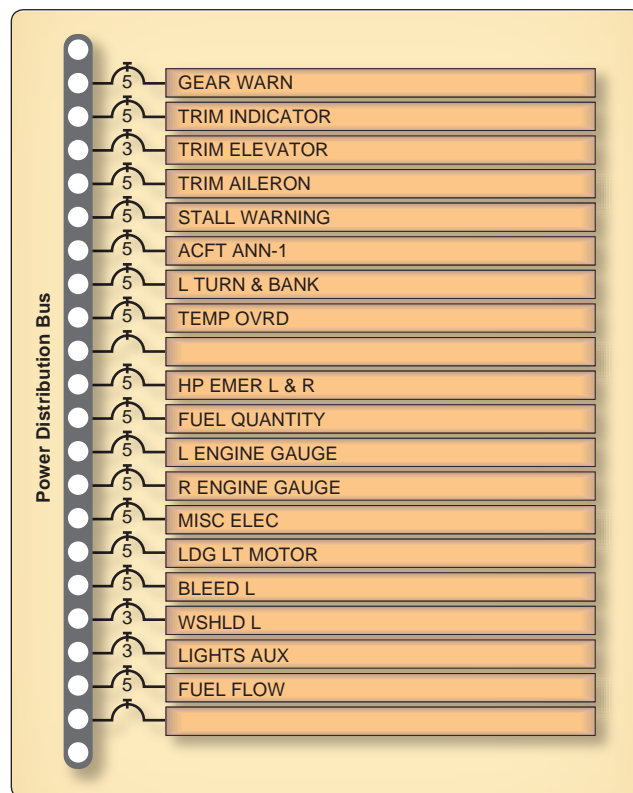 Power Distribution Bus
5 GEAR WARN
5 TRIM INDICATOR
3 TRIM ELEVATOR
5 TRIM AILERON
5 STALL WARNING
5 ACFT ANN-1
5 L TURN & BANK
5 TEMP OVRD
5 HP EMER L & R
5 FUEL QUANTITY
5 L ENGINE GAUGE
5 R ENGINE GAUGE
5 MISC ELEC
5 LDG LT MOTOR
5 BLEED L
3 WSHLD L
3 LIGHTS AUX
5 FUEL FLOW